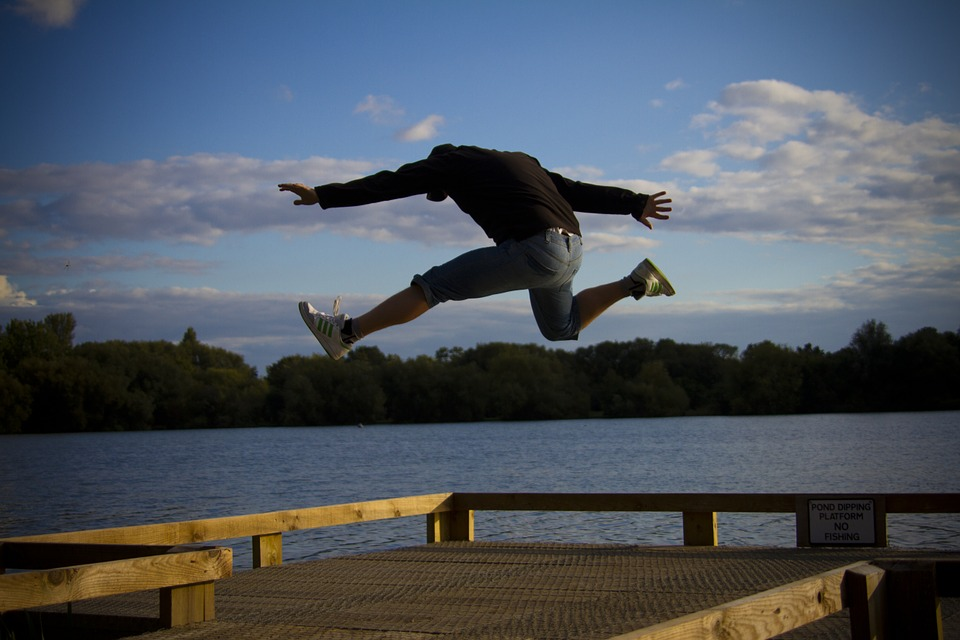 POND DIPPING
PLATFORM
NO
FISHING